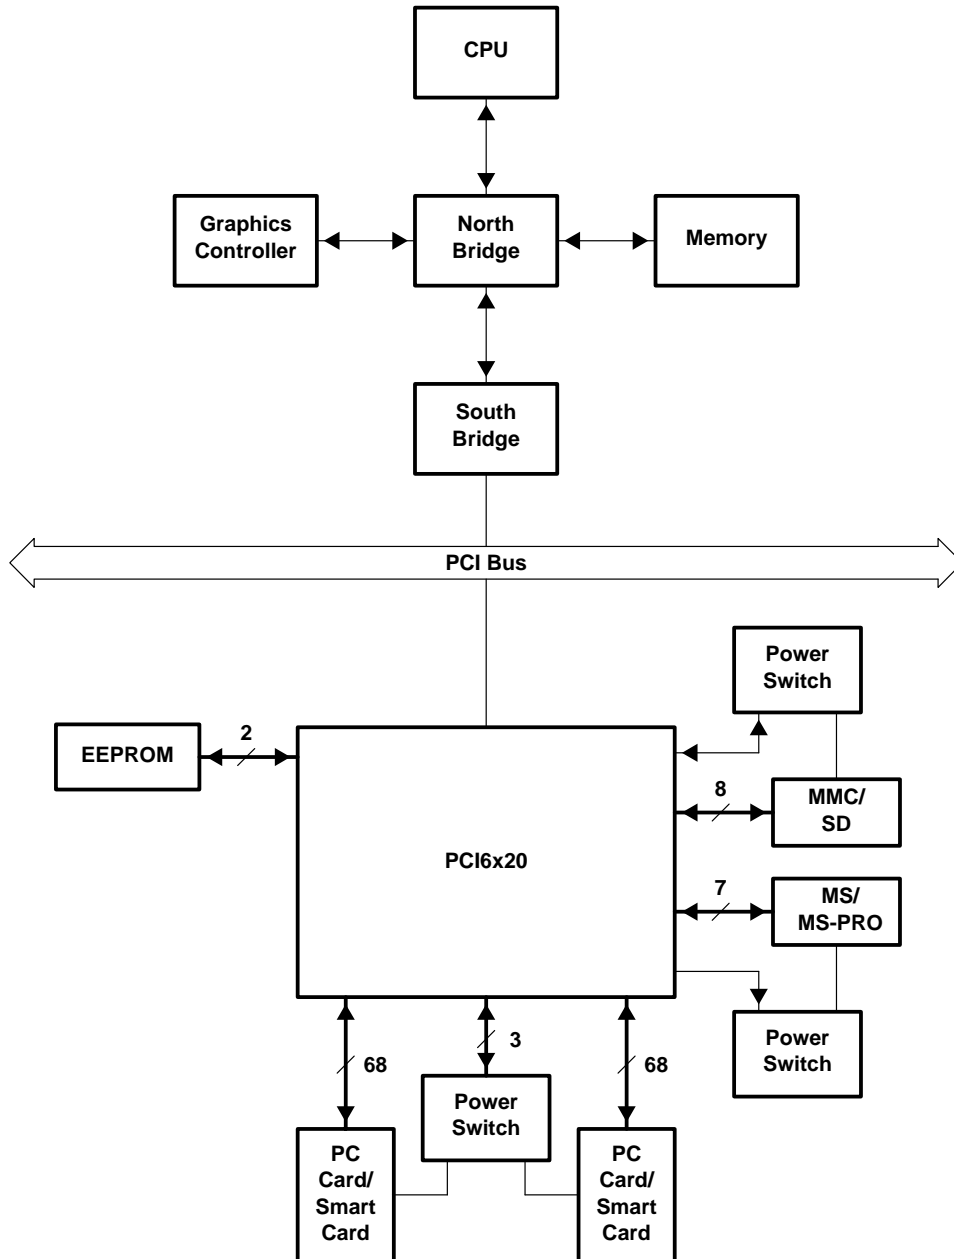 CPU
Graphics
Controller
North
Bridge
Memory
South
Bridge
PCI Bus
Power
Switch
EEPROM
2
8
MMC/
SD
PCI6x20
7
MS/
MS-PRO
Power
Switch
68
3
68
Power
Switch
PC
Card/
Smart
Card
PC
Card/
Smart
Card